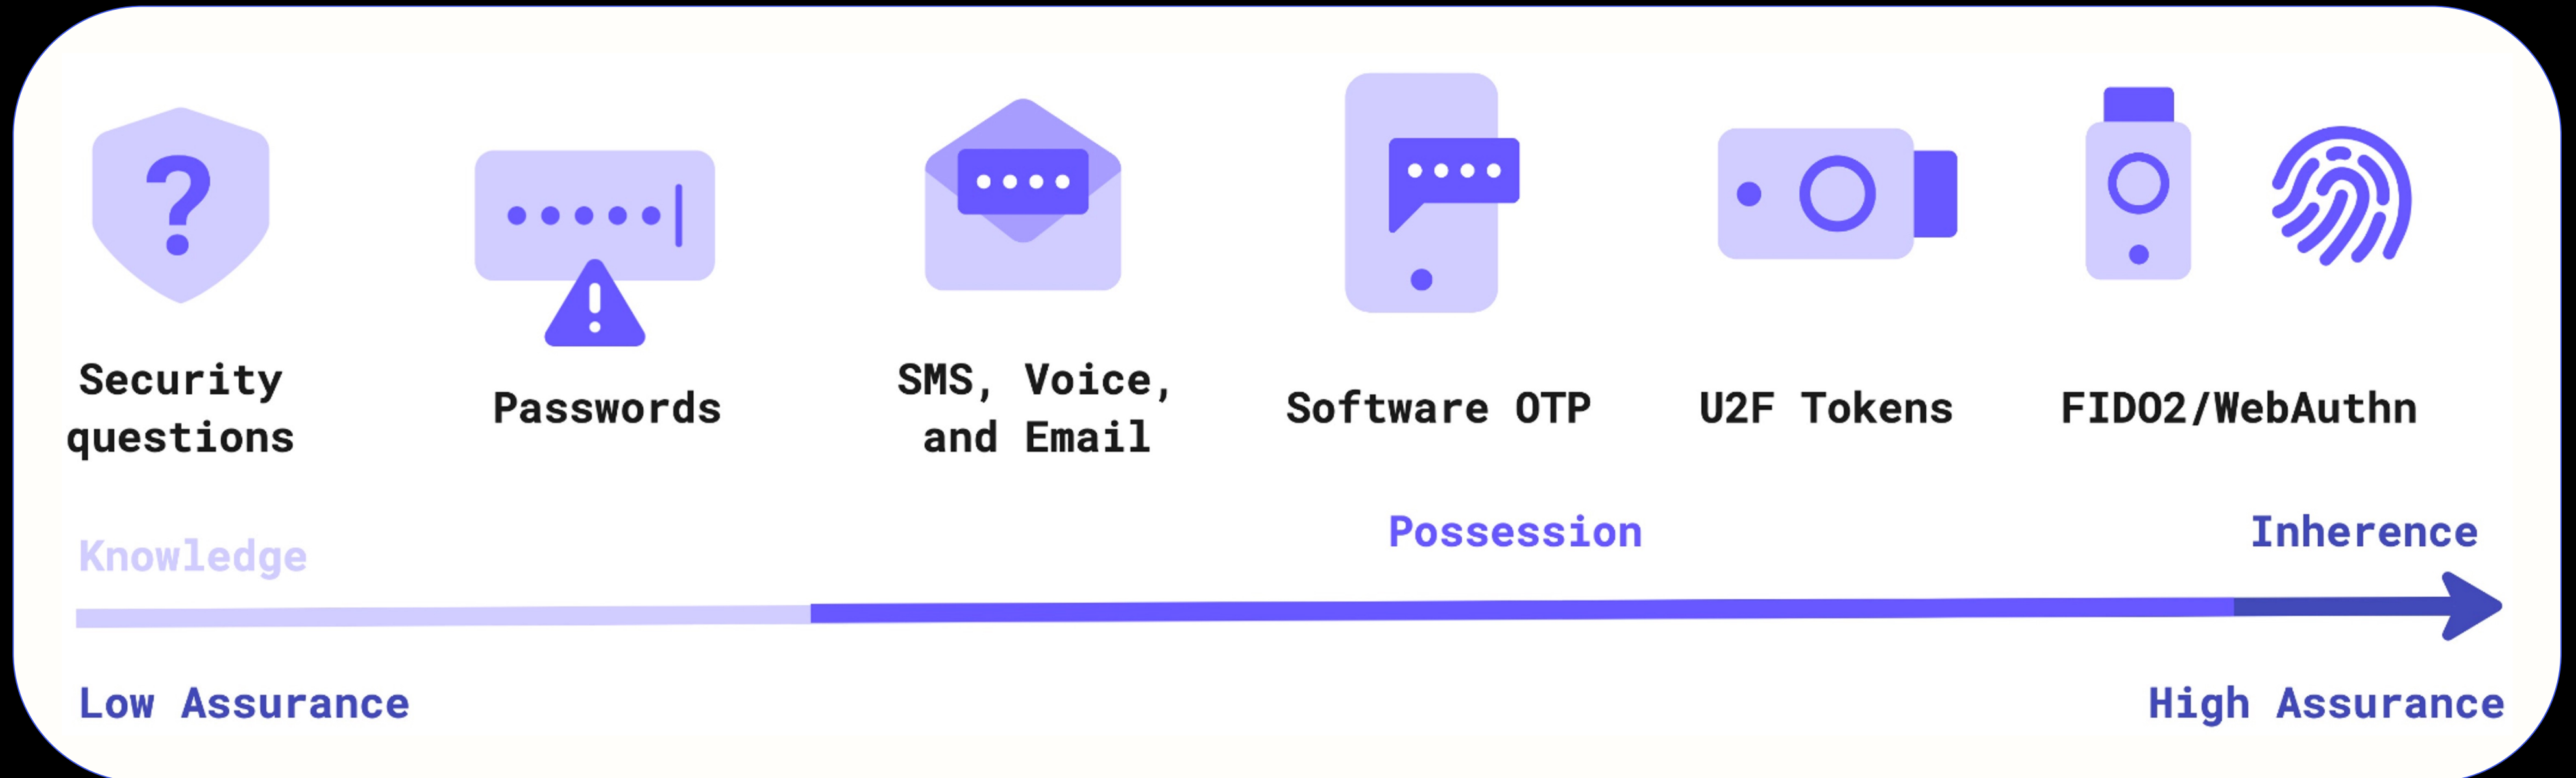 Security
questions
Passwords
SMS, Voice,
and Email
Software OTP
U2F Tokens
FIDO2/WebAuthn
Knowledge
Possession
Inherence
Low Assurance
High Assurance